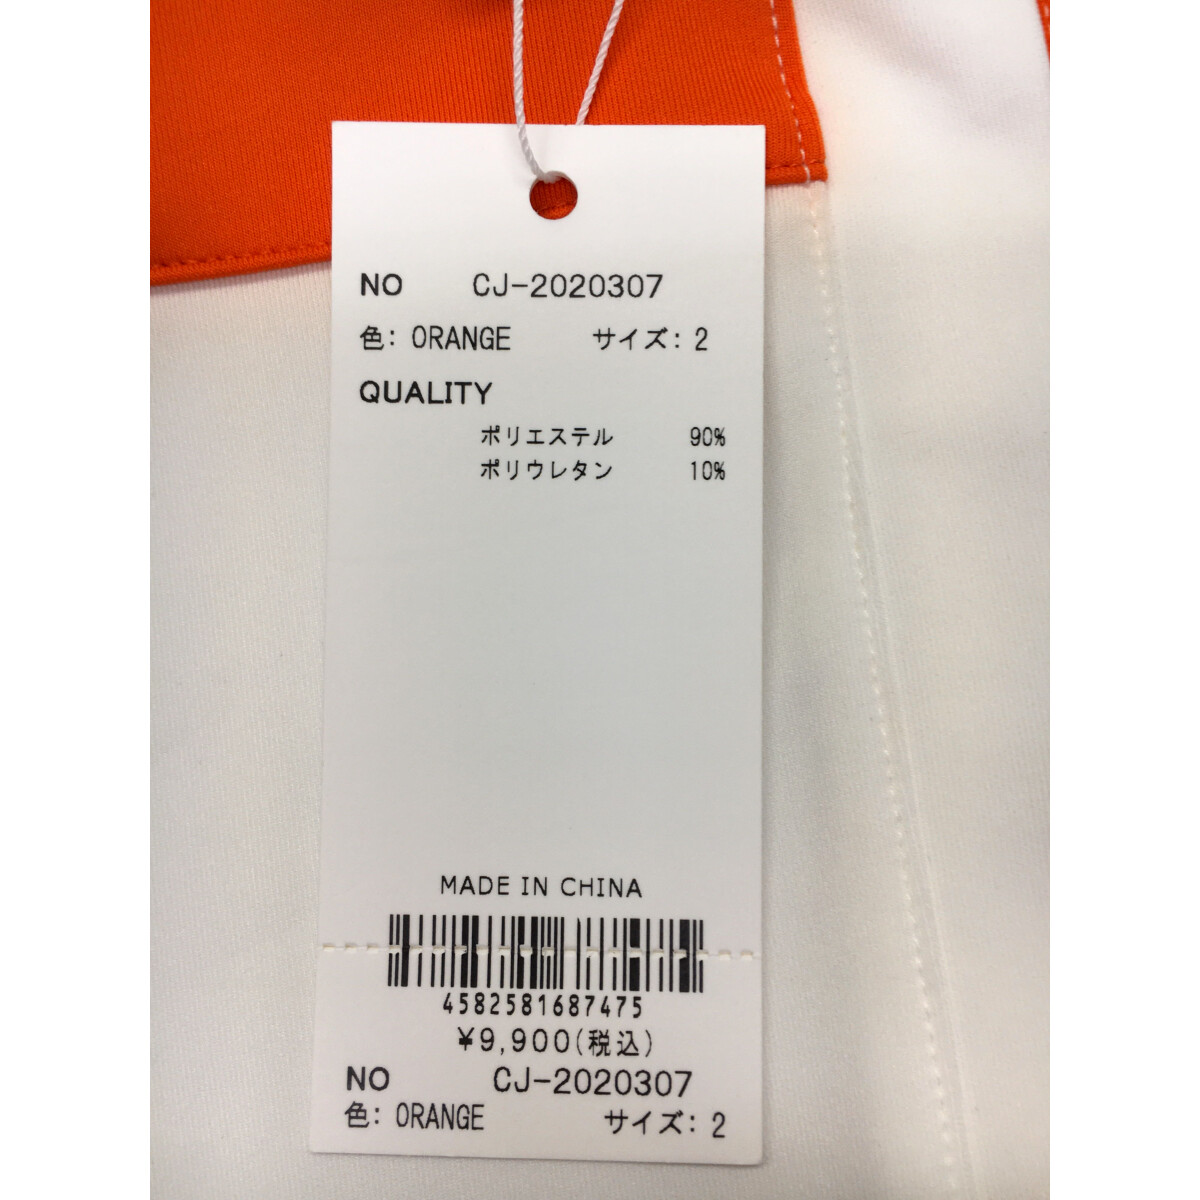 NO CJ-2020307
色: ORANGE サイズ: 2
QUALITY
ポリエステル 90%
ポリウレタン 10%
MADE IN CHINA
4582581687475
¥9,900(税込)
NO CJ-2020307
色: ORANGE サイズ: 2